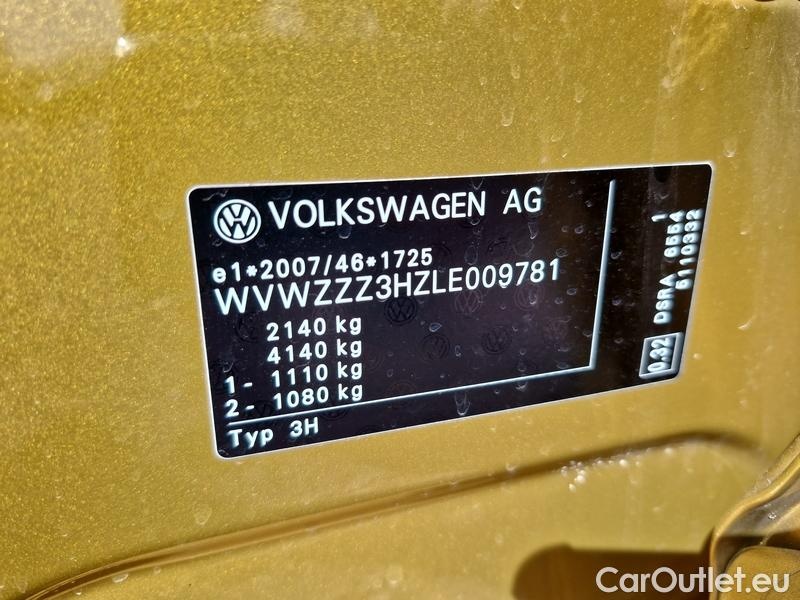 VOLKSWAGEN AG
e1*2007/46*1725
WVWZZZ3HZLE009781
2140 kg
4140 kg
1- 1110 kg
2- 1080 kg
Typ 3H
0.32 DSRA 6554 1
5110332
CarOutlet.eu